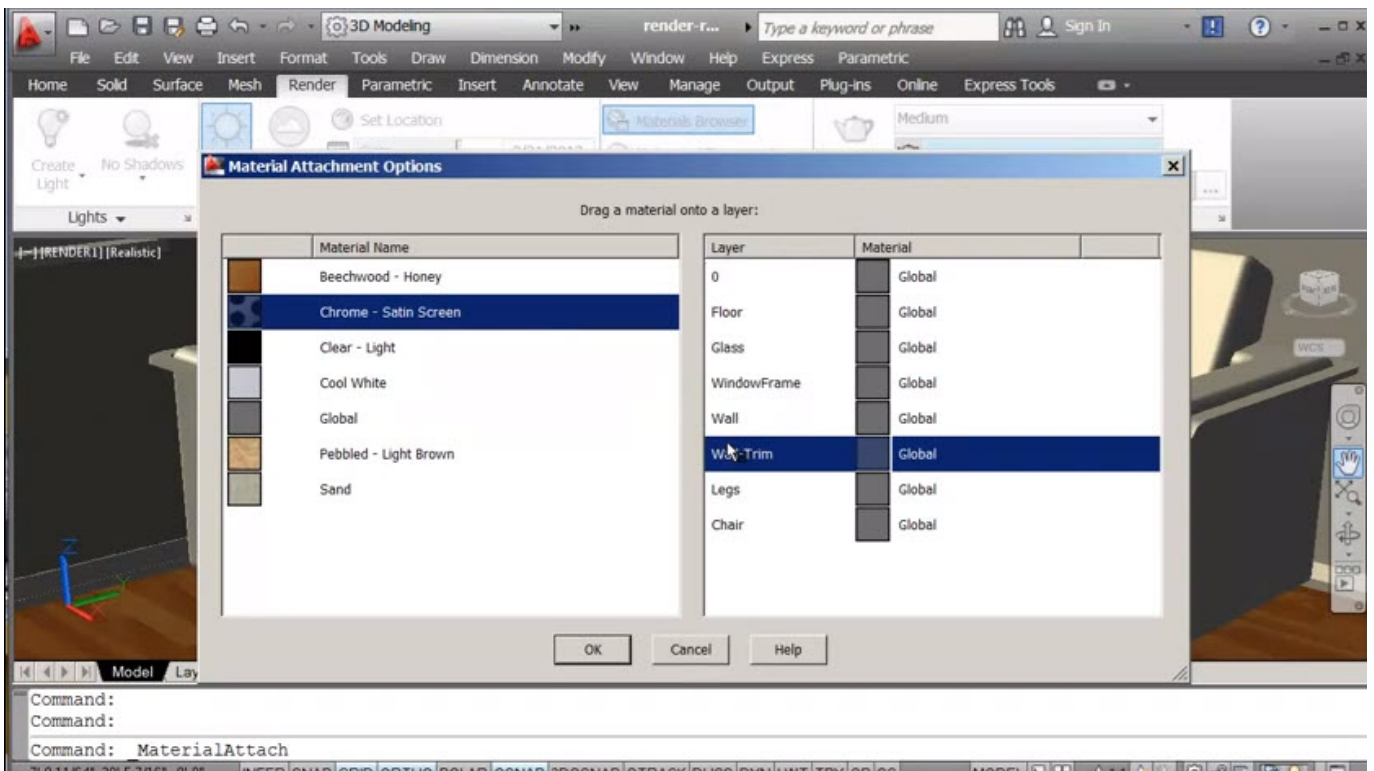 3D Modeling render-r... Type a keyword or phrase Sign In
File Edit View Insert Format Tools Draw Dimension Modify Window Help Express Parametric
Home Solid Surface Mesh Render Parametric Insert Annotate View Manage Output Plug-ins Online Express Tools
Set Location Materials Browser Medium
Create Light No Shadows
Material Attachment Options
Lights
Drag a material onto a layer:
[-][RENDER1][Realistic]
Material Name Layer Material
Beechwood - Honey 0 Global
Chrome - Satin Screen Floor Global
Clear - Light Glass Global
WCS
Cool White WindowFrame Global
Global Wall Global
Pebbled - Light Brown Wall-Trim Global
Sand Legs Global
Chair Global
Z
Y
X
OK Cancel Help
Model Lay
Command:
Command:
Command: _MaterialAttach